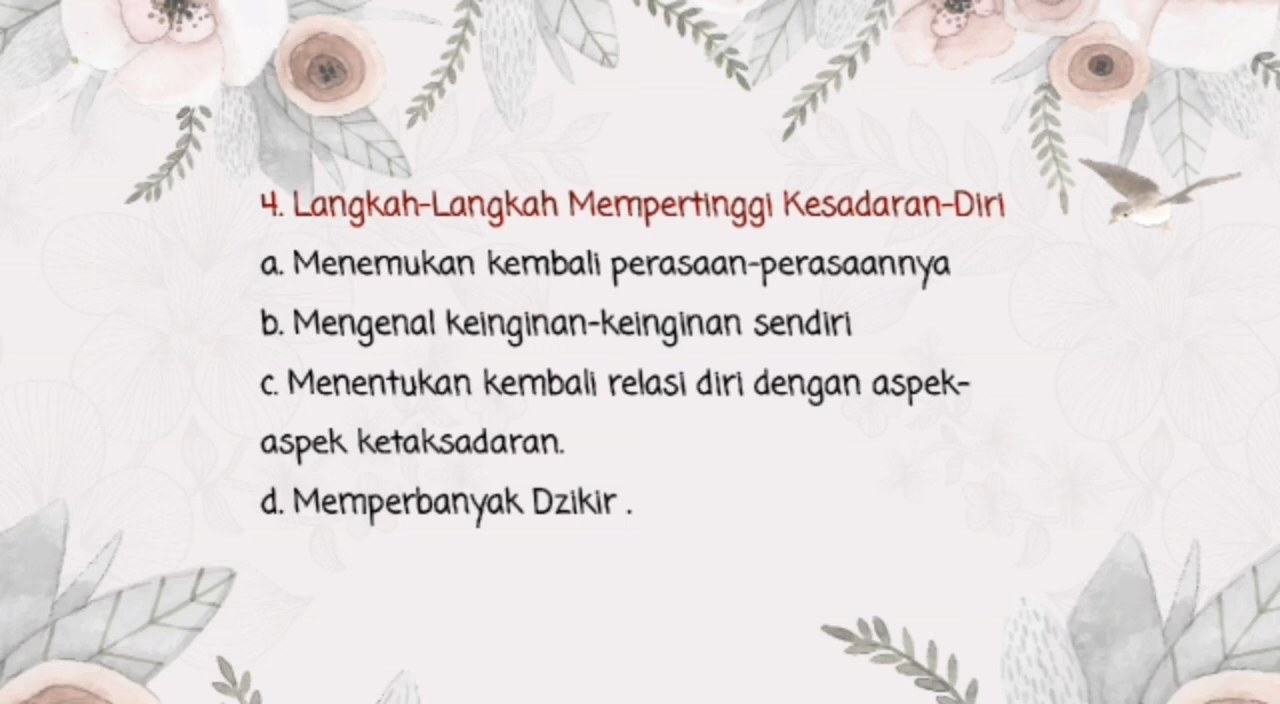 4. Langkah-Langkah Mempertinggi Kesadaran-Diri
a. Menemukan kembali perasaan-perasaannya
b. Mengenal keinginan-keinginan sendiri
c. Menentukan kembali relasi diri dengan aspek-
aspek ketaksadaran.
d. Memperbanyak Dzikir .